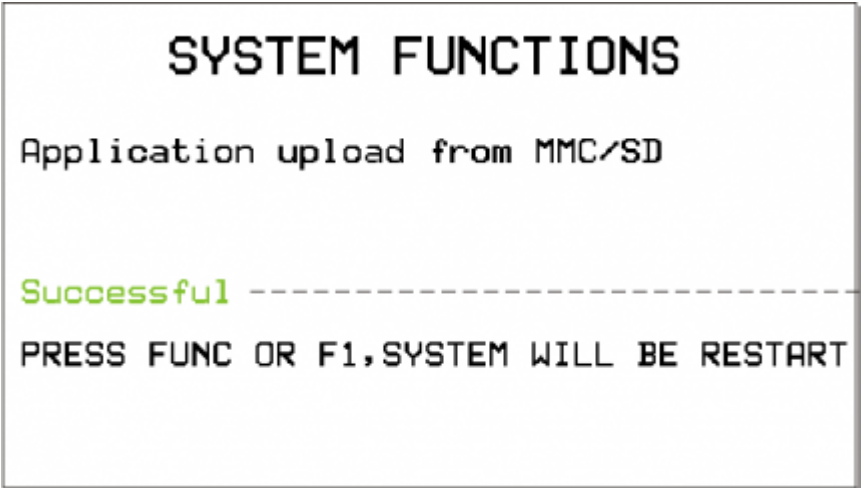 SYSTEM FUNCTIONS
Application upload from MMC/SD
Successful -----------------------------
PRESS FUNC OR F1,SYSTEM WILL BE RESTART